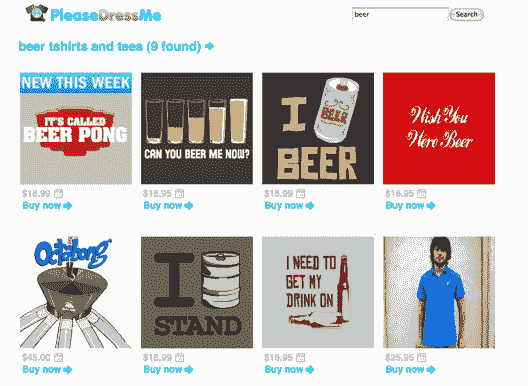 PleaseDressMe
beer
Search
beer tshirts and tees (9 found)
NEW THIS WEEK
IT'S CALLED
BEER PONG
CAN YOU BEER ME NOW?
I
BEER
BEER
Wish You
Were Beer
$18.99
$18.95
$18.99
$16.95
Buy now
Buy now
Buy now
Buy now
Octabong
I
STAND
I NEED TO
GET MY
DRINK ON
$45.00
$18.99
$16.95
$25.95
Buy now
Buy now
Buy now
Buy now